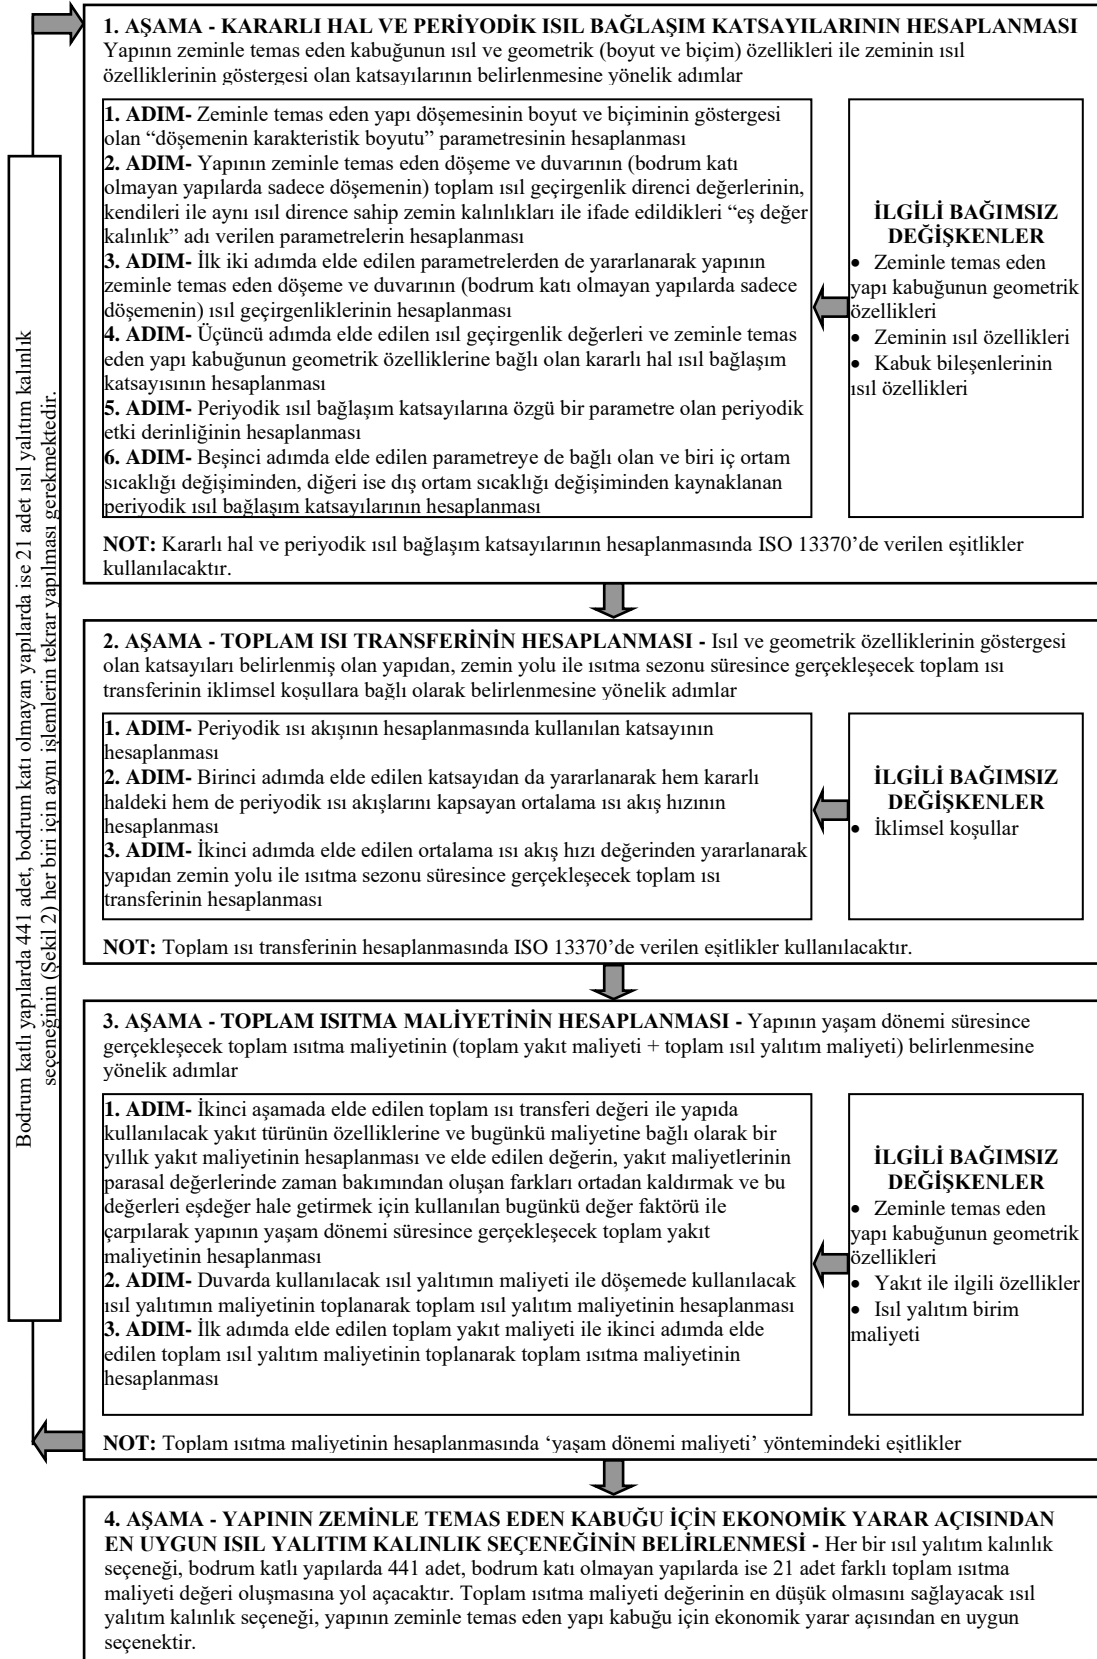 1. AŞAMA - KARARLI HAL VE PERİYODİK ISIL BAĞLAŞIM KATSAYILARININ HESAPLANMASI
Yapının zeminle temas eden kabuğunun ısıl ve geometrik (boyut ve biçim) özellikleri ile zeminin ısıl
özelliklerinin göstergesi olan katsayılarının belirlenmesine yönelik adımlar
1. ADIM- Zeminle temas eden yapı döşemesinin boyut ve biçiminin göstergesi
olan “döşemenin karakteristik boyutu” parametresinin hesaplanması
2. ADIM- Yapının zeminle temas eden döşeme ve duvarının (bodrum katı
olmayan yapılarda sadece döşemenin) toplam ısıl geçirgenlik direnci değerlerinin,
kendileri ile aynı ısıl dirence sahip zemin kalınlıkları ile ifade edildikleri “eş değer
kalınlık” adı verilen parametrelerin hesaplanması
3. ADIM- İlk iki adımda elde edilen parametrelerden de yararlanarak yapının
zeminle temas eden döşeme ve duvarının (bodrum katı olmayan yapılarda sadece
döşemenin) ısıl geçirgenliklerinin hesaplanması
4. ADIM- Üçüncü adımda elde edilen ısıl geçirgenlik değerleri ve zeminle temas
eden yapı kabuğunun geometrik özelliklerine bağlı olan kararlı hal ısıl bağlaşım
katsayısının hesaplanması
5. ADIM- Periyodik ısıl bağlaşım katsayılarına özgü bir parametre olan periyodik
etki derinliğinin hesaplanması
6. ADIM- Beşinci adımda elde edilen parametreye de bağlı olan ve biri iç ortam
sıcaklığı değişiminden, diğeri ise dış ortam sıcaklığı değişiminden kaynaklanan
periyodik ısıl bağlaşım katsayılarının hesaplanması
İLGİLİ BAĞIMSIZ
DEĞİŞKENLER
• Zeminle temas eden
yapı kabuğunun geometrik
özellikleri
• Zeminin ısıl özellikleri
• Kabuk bileşenlerinin
ısıl özellikleri
NOT: Kararlı hal ve periyodik ısıl bağlaşım katsayılarının hesaplanmasında ISO 13370’de verilen eşitlikler
kullanılacaktır.
Bodrum katlı yapılarda 441 adet, bodrum katı olmayan yapılarda ise 21 adet ısıl yalıtım kalınlık
seçeneğinin (Şekil 2) her biri için aynı işlemlerin tekrar yapılması gerekmektedir.
2. AŞAMA - TOPLAM ISI TRANSFERİNİN HESAPLANMASI - Isıl ve geometrik özelliklerinin göstergesi
olan katsayıları belirlenmiş olan yapıdan, zemin yolu ile ısıtma sezonu süresince gerçekleşecek toplam ısı
transferinin iklimsel koşullara bağlı olarak belirlenmesine yönelik adımlar
1. ADIM- Periyodik ısı akışının hesaplanmasında kullanılan katsayının
hesaplanması
2. ADIM- Birinci adımda elde edilen katsayıdan da yararlanarak hem kararlı
haldeki hem de periyodik ısı akışlarını kapsayan ortalama ısı akış hızının
hesaplanması
3. ADIM- İkinci adımda elde edilen ortalama ısı akış hızı değerinden yararlanarak
yapıdan zemin yolu ile ısıtma sezonu süresince gerçekleşecek toplam ısı
transferinin hesaplanması
İLGİLİ BAĞIMSIZ
DEĞİŞKENLER
• İklimsel koşullar
NOT: Toplam ısı transferinin hesaplanmasında ISO 13370’de verilen eşitlikler kullanılacaktır.
3. AŞAMA - TOPLAM ISITMA MALİYETİNİN HESAPLANMASI - Yapının yaşam dönemi süresince
gerçekleşecek toplam ısıtma maliyetinin (toplam yakıt maliyeti + toplam ısıl yalıtım maliyeti) belirlenmesine
yönelik adımlar
1. ADIM- İkinci aşamada elde edilen toplam ısı transferi değeri ile yapıda
kullanılacak yakıt türünün özelliklerine ve bugünkü maliyetine bağlı olarak bir
yıllık yakıt maliyetinin hesaplanması ve elde edilen değerin, yakıt maliyetlerinin
parasal değerlerinde zaman bakımından oluşan farkları ortadan kaldırmak ve bu
değerleri eşdeğer hale getirmek için kullanılan bugünkü değer faktörü ile
çarpılarak yapının yaşam dönemi süresince gerçekleşecek toplam yakıt
maliyetinin hesaplanması
2. ADIM- Duvarda kullanılacak ısıl yalıtımın maliyeti ile döşemede kullanılacak
ısıl yalıtımın maliyetinin toplanarak toplam ısıl yalıtım maliyetinin hesaplanması
3. ADIM- İlk adımda elde edilen toplam yakıt maliyeti ile ikinci adımda elde
edilen toplam ısıl yalıtım maliyetinin toplanarak toplam ısıtma maliyetinin
hesaplanması
İLGİLİ BAĞIMSIZ
DEĞİŞKENLER
• Zeminle temas eden
yapı kabuğunun geometrik
özellikleri
• Yakıt ile ilgili özellikler
• Isıl yalıtım birim
maliyeti
NOT: Toplam ısıtma maliyetinin hesaplanmasında ‘yaşam dönemi maliyeti’ yöntemindeki eşitlikler
4. AŞAMA - YAPININ ZEMİNLE TEMAS EDEN KABUĞU İÇİN EKONOMİK YARAR AÇISINDAN
EN UYGUN ISIL YALITIM KALINLIK SEÇENEĞİNİN BELİRLENMESİ - Her bir ısıl yalıtım kalınlık
seçeneği, bodrum katlı yapılarda 441 adet, bodrum katı olmayan yapılarda ise 21 adet farklı toplam ısıtma
maliyeti değeri oluşmasına yol açacaktır. Toplam ısıtma maliyeti değerinin en düşük olmasını sağlayacak ısıl
yalıtım kalınlık seçeneği, yapının zeminle temas eden yapı kabuğu için ekonomik yarar açısından en uygun
seçenektir.